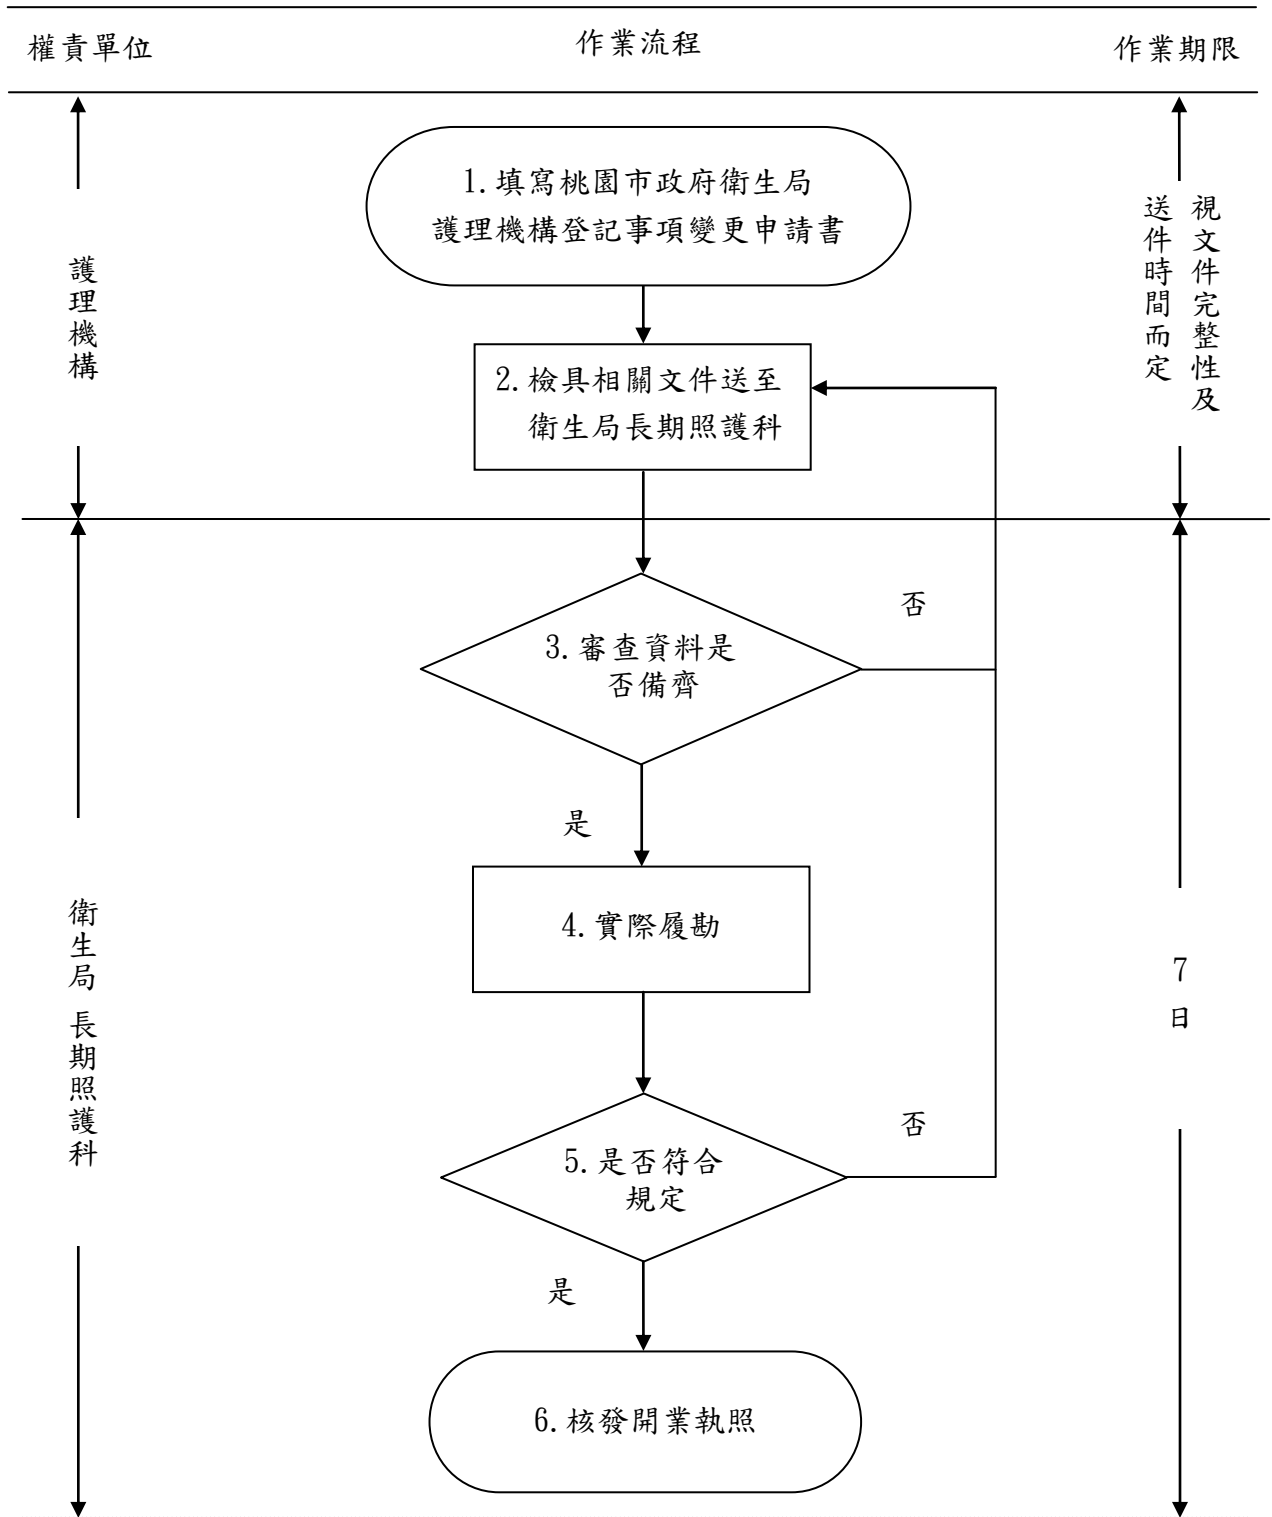 權責單位
作業流程
作業期限
1.填寫桃園市政府衛生局
護理機構登記事項變更申請書
護理機構
視文件完整性及
送件時間而定
2.檢具相關文件送至
衛生局長期照護科
否
3.審查資料是
否備齊
是
衛生局 長期照護科
4.實際履勘
7
日
否
5.是否符合
規定
是
6.核發開業執照